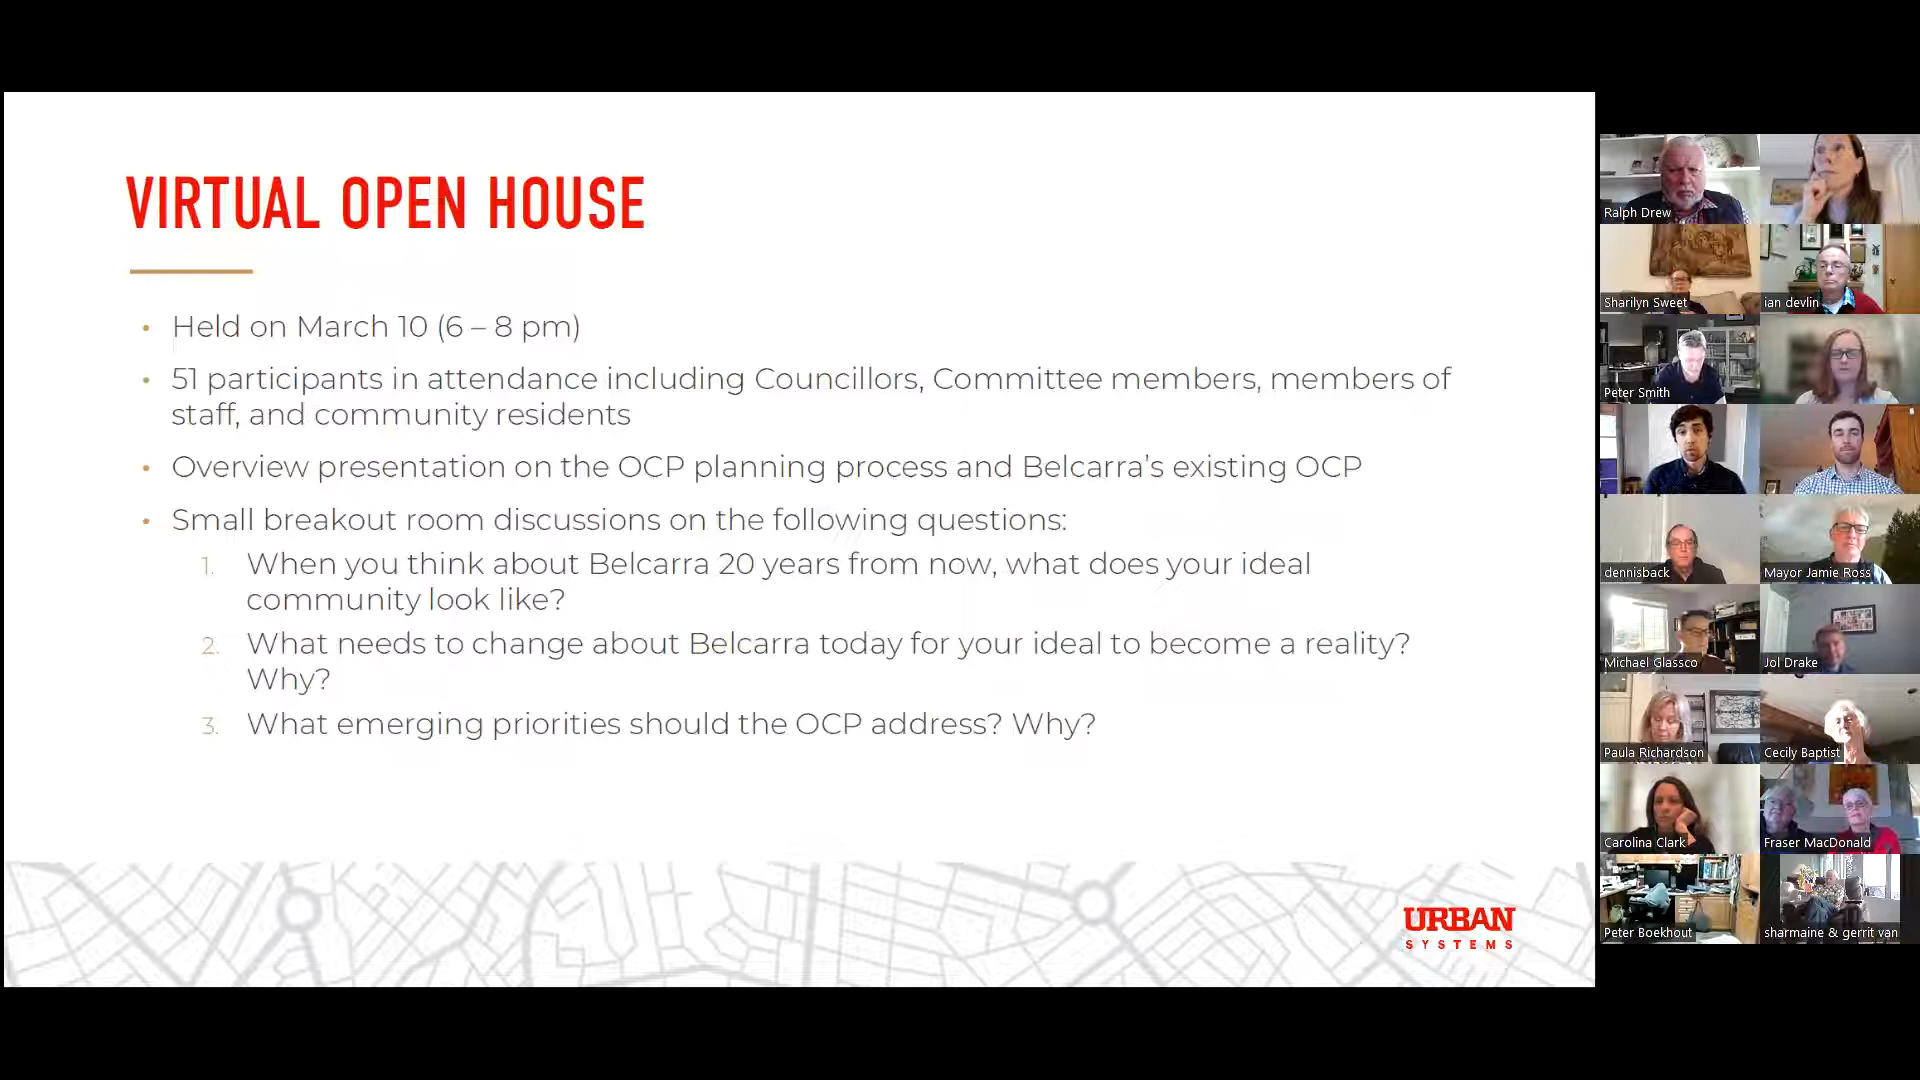 VIRTUAL OPEN HOUSE
• Held on March 10 (6 – 8 pm)
• 51 participants in attendance including Councillors, Committee members, members of
staff, and community residents
• Overview presentation on the OCP planning process and Belcarra's existing OCP
• Small breakout room discussions on the following questions:
1. When you think about Belcarra 20 years from now, what does your ideal
community look like?
2. What needs to change about Belcarra today for your ideal to become a reality?
Why?
3. What emerging priorities should the OCP address? Why?
URBAN
SYSTEMS
Ralph Drew
Sharilyn Sweet
ian devlin
Peter Smith
dennisback
Mayor Jamie Ross
Michael Glassco
Jol Drake
Paula Richardson
Cecily Baptist
Carolina Clark
Fraser MacDonald
Peter Boekhout
sharmaine & gerrit van